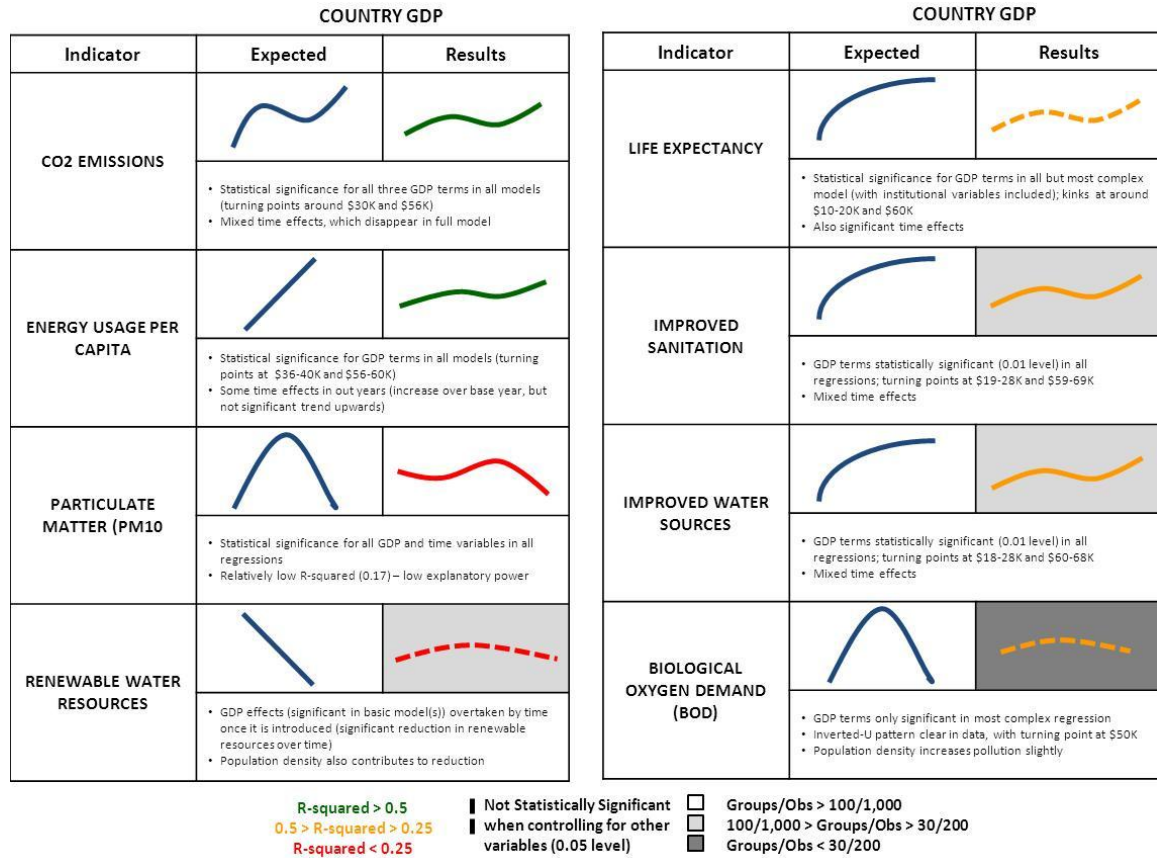 COUNTRY GDP
Indicator Expected Results
CO2 EMISSIONS
• Statistical significance for all three GDP terms in all models
(turning points around $30K and $56K)
• Mixed time effects, which disappear in full model
ENERGY USAGE PER
CAPITA
• Statistical significance for GDP terms in all models (turning
points at $36-40K and $56-60K)
• Some time effects in out years (increase over base year, but
not significant trend upwards)
PARTICULATE
MATTER (PM10
• Statistical significance for all GDP and time variables in all
regressions
• Relatively low R-squared (0.17) – low explanatory power
RENEWABLE WATER
RESOURCES
• GDP effects (significant in basic model(s)) overtaken by time
once it is introduced (significant reduction in renewable
resources over time)
• Population density also contributes to reduction
COUNTRY GDP
Indicator Expected Results
LIFE EXPECTANCY
• Statistical significance for GDP terms in all but most complex
model (with institutional variables included); kinks at around
$10-20K and $60K
• Also significant time effects
IMPROVED
SANITATION
• GDP terms statistically significant (0.01 level) in all
regressions; turning points at $19-28K and $59-69K
• Mixed time effects
IMPROVED WATER
SOURCES
• GDP terms statistically significant (0.01 level) in all
regressions; turning points at $18-28K and $60-68K
• Mixed time effects
BIOLOGICAL
OXYGEN DEMAND
(BOD)
• GDP terms only significant in most complex regression
• Inverted-U pattern clear in data, with turning point at $50K
• Population density increases pollution slightly
R-squared > 0.5
0.5 > R-squared > 0.25
R-squared < 0.25
Not Statistically Significant
when controlling for other
variables (0.05 level)
Groups/Obs > 100/1,000
100/1,000 > Groups/Obs > 30/200
Groups/Obs < 30/200